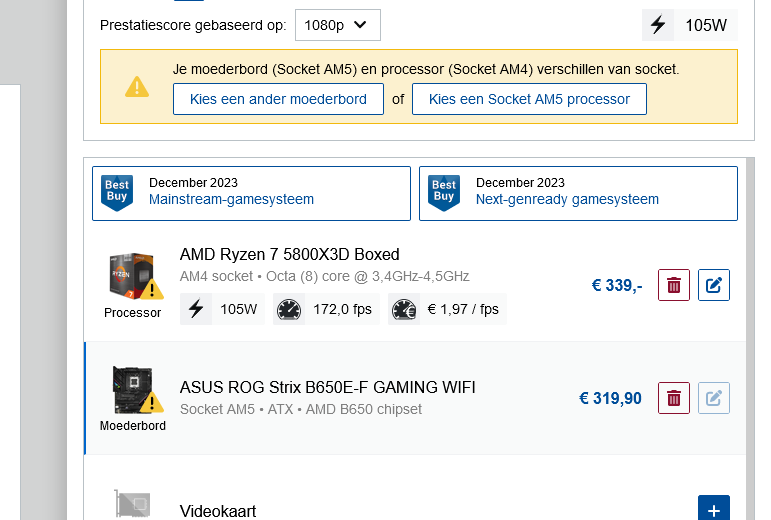 Prestatiescore gebaseerd op: 1080p 105W
Je moederbord (Socket AM5) en processor (Socket AM4) verschillen van socket.
Kies een ander moederbord of Kies een Socket AM5 processor
Best Buy December 2023
Mainstream-gamesysteem
Best Buy December 2023
Next-genready gamesysteem
RYZEN
7
AMD Ryzen 7 5800X3D Boxed
AM4 socket • Octa (8) core @ 3,4GHz-4,5GHz
€ 339,-
Processor
105W 172,0 fps € 1,97 / fps
ASUS ROG Strix B650E-F GAMING WIFI
Socket AM5 • ATX • AMD B650 chipset
€ 319,90
Moederbord
Videokaart